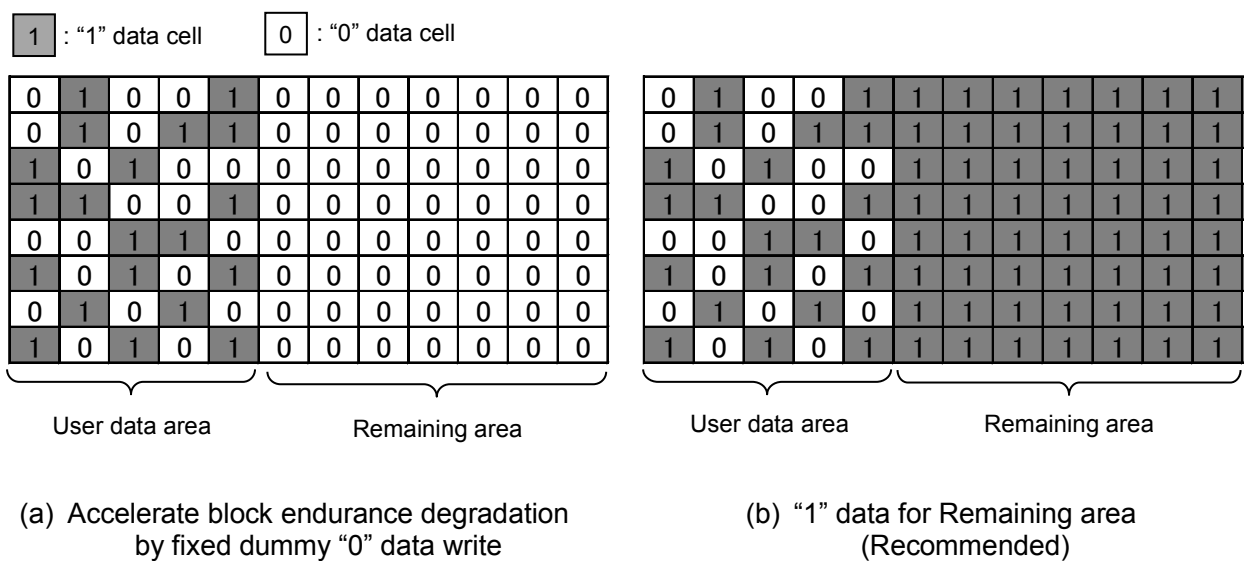 1 : “1” data cell 0 : “0” data cell
0 1 0 0 1 0 0 0 0 0 0 0
0 1 0 1 1 0 0 0 0 0 0 0
1 0 1 0 0 0 0 0 0 0 0 0
1 1 0 0 1 0 0 0 0 0 0 0
0 0 1 1 0 0 0 0 0 0 0 0
1 0 1 0 1 0 0 0 0 0 0 0
0 1 0 1 0 0 0 0 0 0 0 0
1 0 1 0 1 0 0 0 0 0 0 0
User data area Remaining area
(a) Accelerate block endurance degradation
by fixed dummy “0” data write
0 1 0 0 1 1 1 1 1 1 1 1
0 1 0 1 1 1 1 1 1 1 1 1
1 0 1 0 0 1 1 1 1 1 1 1
1 1 0 0 1 1 1 1 1 1 1 1
0 0 1 1 0 1 1 1 1 1 1 1
1 0 1 0 1 1 1 1 1 1 1 1
0 1 0 1 0 1 1 1 1 1 1 1
1 0 1 0 1 1 1 1 1 1 1 1
User data area Remaining area
(b) “1” data for Remaining area
(Recommended)